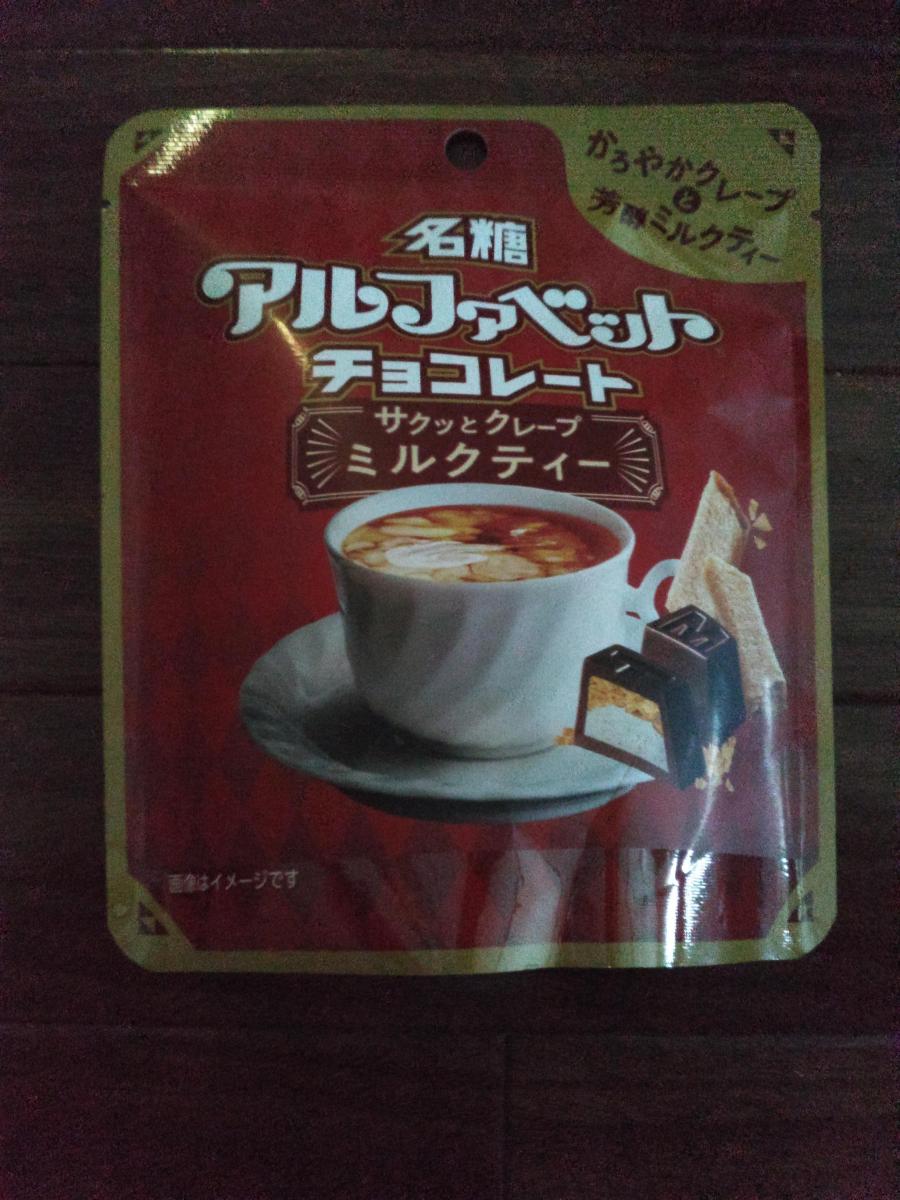 かろやかクレープ
と
芳醇ミルクティー
名糖
アルファベット
チョコレート
サクッとクレープ
ミルクティー
M
画像はイメージです